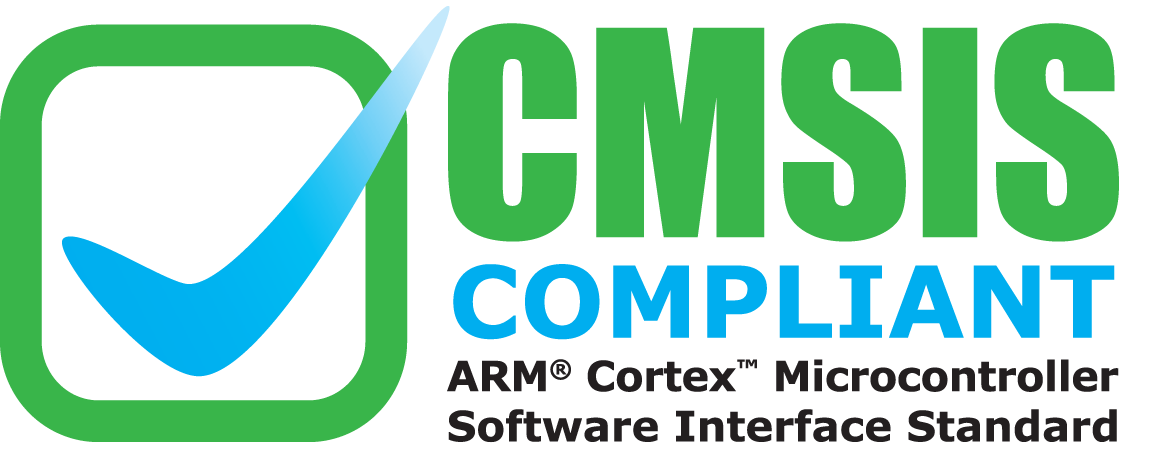 CMSIS
COMPLIANT
ARM® Cortex™ Microcontroller
Software Interface Standard